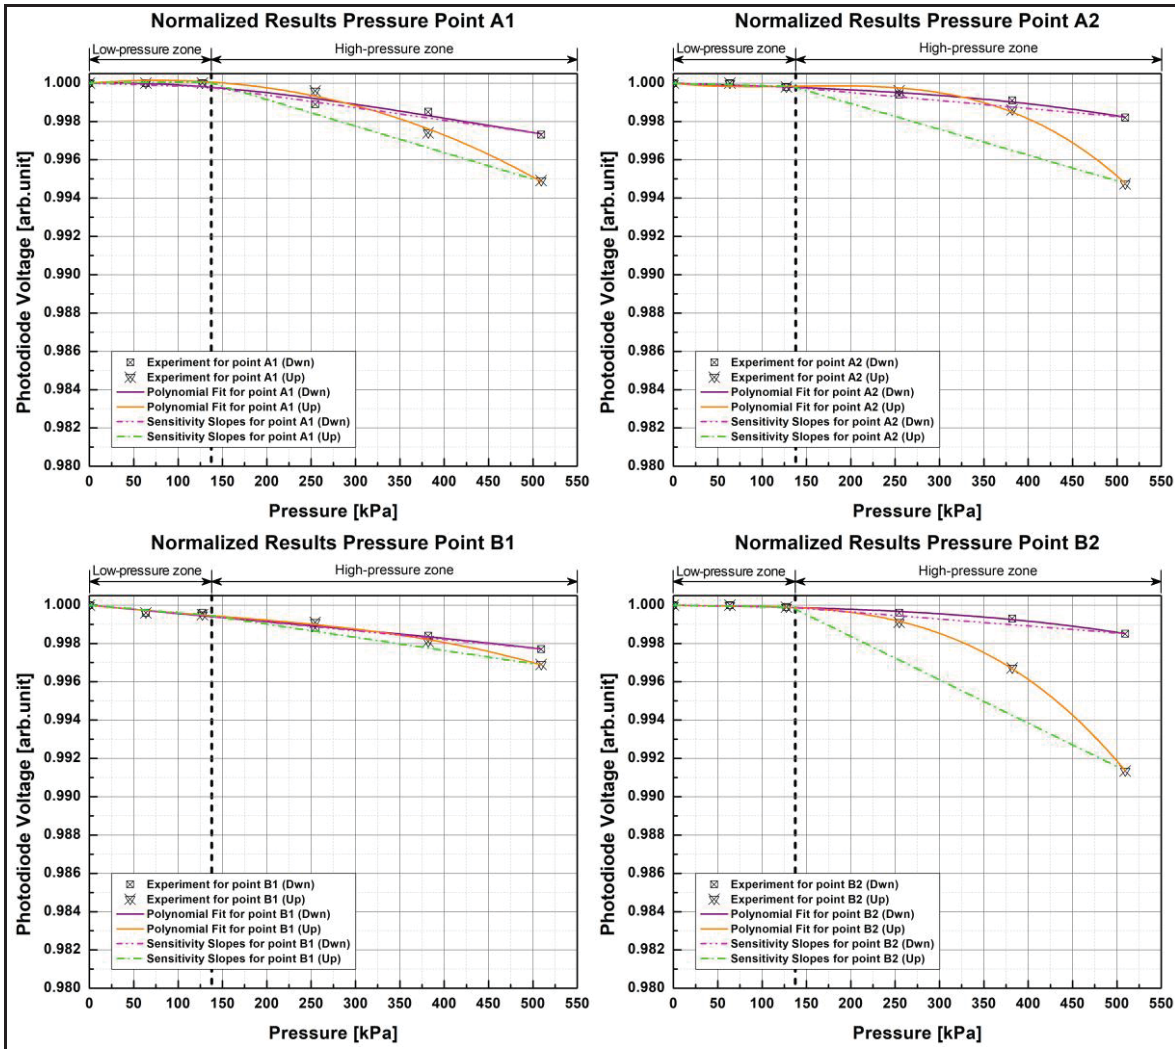 Normalized Results Pressure Point A1
Low-pressure zone High-pressure zone
1.000
0.998
0.996
0.994
0.992
0.990
0.988
0.986
0.984
0.982
0.980
Photodiode Voltage [arb.unit]
Experiment for point A1 (Dwn)
Experiment for point A1 (Up)
Polynomial Fit for point A1 (Dwn)
Polynomial Fit for point A1 (Up)
Sensitivity Slopes for point A1 (Dwn)
Sensitivity Slopes for point A1 (Up)
0 50 100 150 200 250 300 350 400 450 500 550
Pressure [kPa]
Normalized Results Pressure Point A2
Low-pressure zone High-pressure zone
1.000
0.998
0.996
0.994
0.992
0.990
0.988
0.986
0.984
0.982
0.980
Photodiode Voltage [arb.unit]
Experiment for point A2 (Dwn)
Experiment for point A2 (Up)
Polynomial Fit for point A2 (Dwn)
Polynomial Fit for point A2 (Up)
Sensitivity Slopes for point A2 (Dwn)
Sensitivity Slopes for point A2 (Up)
0 50 100 150 200 250 300 350 400 450 500 550
Pressure [kPa]
Normalized Results Pressure Point B1
Low-pressure zone High-pressure zone
1.000
0.998
0.996
0.994
0.992
0.990
0.988
0.986
0.984
0.982
0.980
Photodiode Voltage [arb.unit]
Experiment for point B1 (Dwn)
Experiment for point B1 (Up)
Polynomial Fit for point B1 (Dwn)
Polynomial Fit for point B1 (Up)
Sensitivity Slopes for point B1 (Dwn)
Sensitivity Slopes for point B1 (Up)
0 50 100 150 200 250 300 350 400 450 500 550
Pressure [kPa]
Normalized Results Pressure Point B2
Low-pressure zone High-pressure zone
1.000
0.998
0.996
0.994
0.992
0.990
0.988
0.986
0.984
0.982
0.980
Photodiode Voltage [arb.unit]
Experiment for point B2 (Dwn)
Experiment for point B2 (Up)
Polynomial Fit for point B2 (Dwn)
Polynomial Fit for point B2 (Up)
Sensitivity Slopes for point B2 (Dwn)
Sensitivity Slopes for point B2 (Up)
0 50 100 150 200 250 300 350 400 450 500 550
Pressure [kPa]